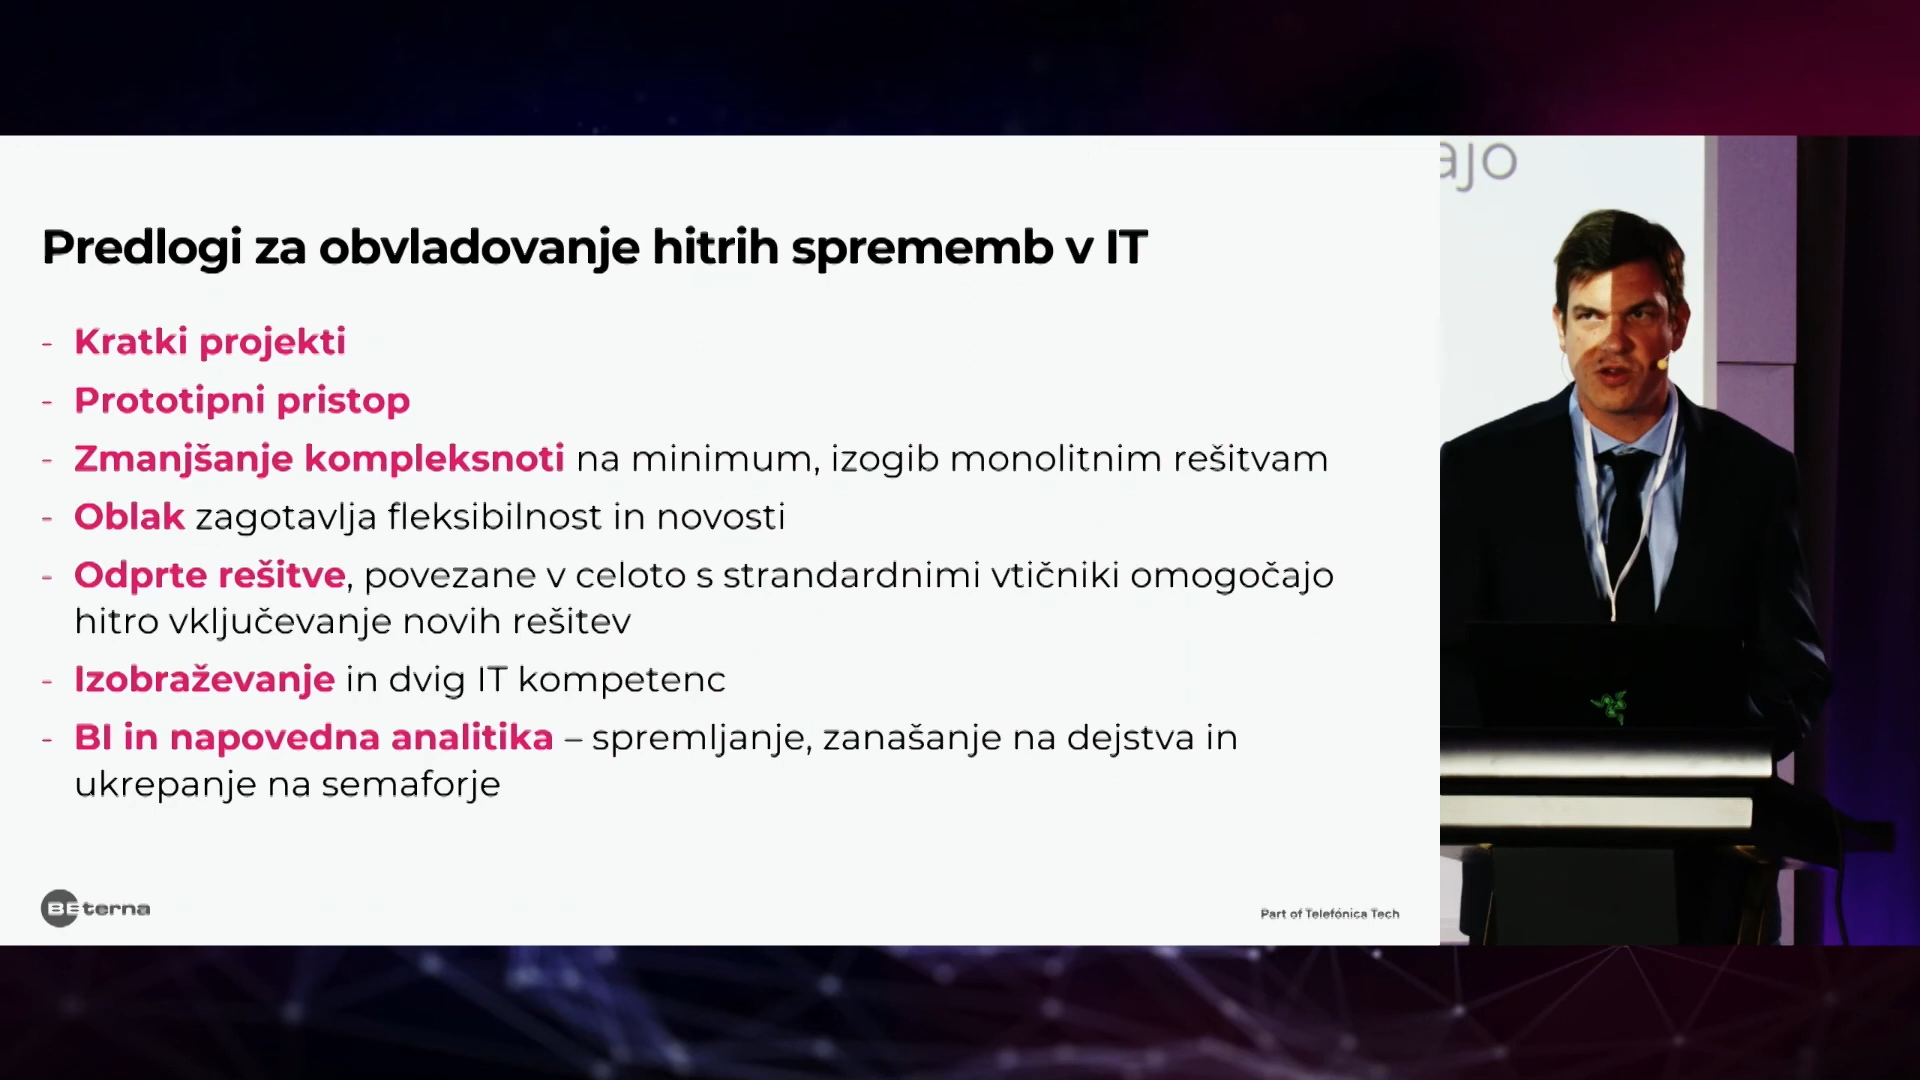 Predlogi za obvladovanje hitrih sprememb v IT
- Kratki projekti
- Prototipni pristop
- Zmanjšanje kompleksnoti na minimum, izogib monolitnim rešitvam
- Oblak zagotavlja fleksibilnost in novosti
- Odprte rešitve, povezane v celoto s strandardnimi vtičniki omogočajo
hitro vključevanje novih rešitev
- Izobraževanje in dvig IT kompetenc
- BI in napovedna analitika – spremljanje, zanašanje na dejstva in
ukrepanje na semaforje
BEterna
Part of Telefónica Tech
ajo